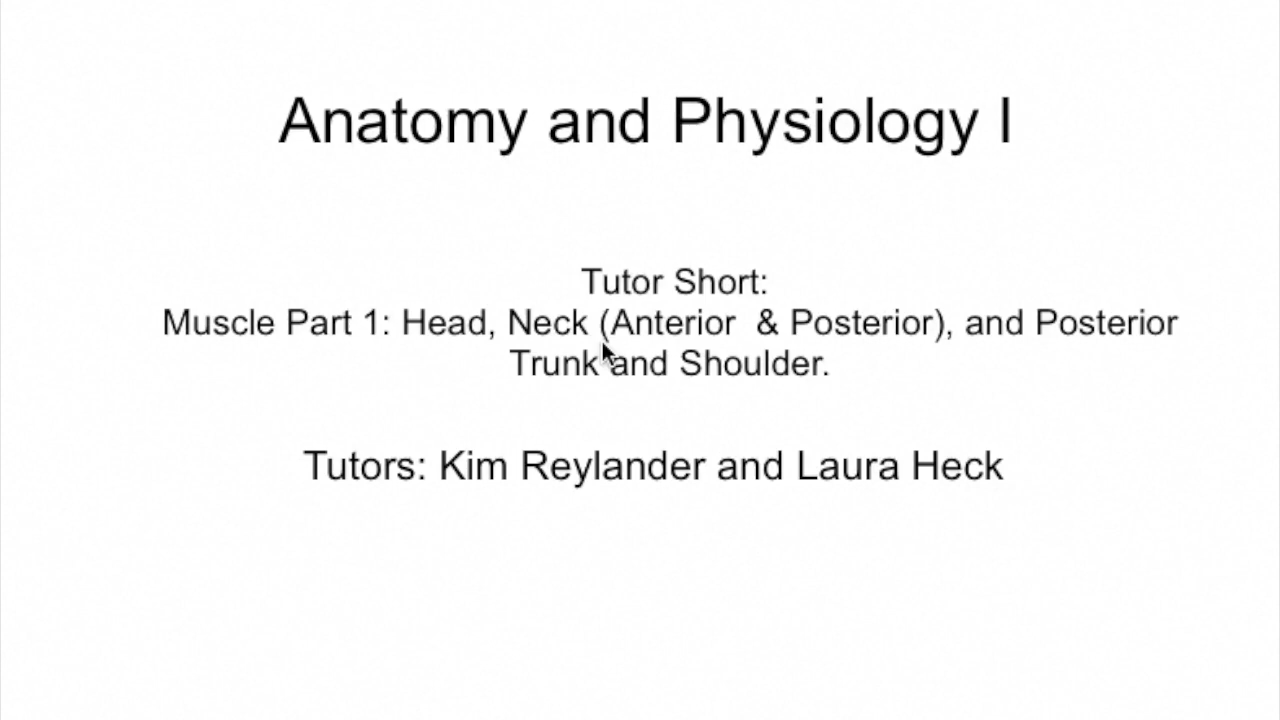 Anatomy and Physiology I
Tutor Short:
Muscle Part 1: Head, Neck (Anterior  & Posterior), and Posterior
Trunk and Shoulder.
Tutors: Kim Reylander and Laura Heck